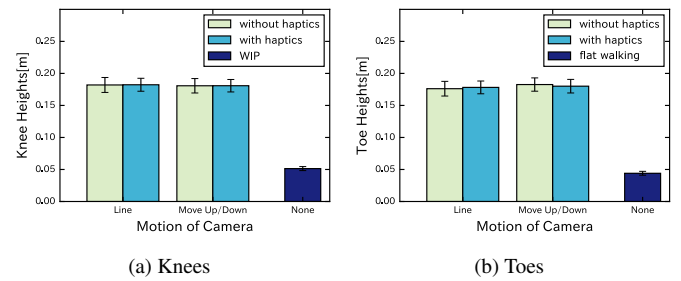 without haptics
with haptics
WIP
0.25
0.20
0.15
0.10
0.05
0.00
Knee Heights[m]
Line Move Up/Down None
Motion of Camera
(a) Knees
without haptics
with haptics
flat walking
0.25
0.20
0.15
0.10
0.05
0.00
Toe Heights[m]
Line Move Up/Down None
Motion of Camera
(b) Toes